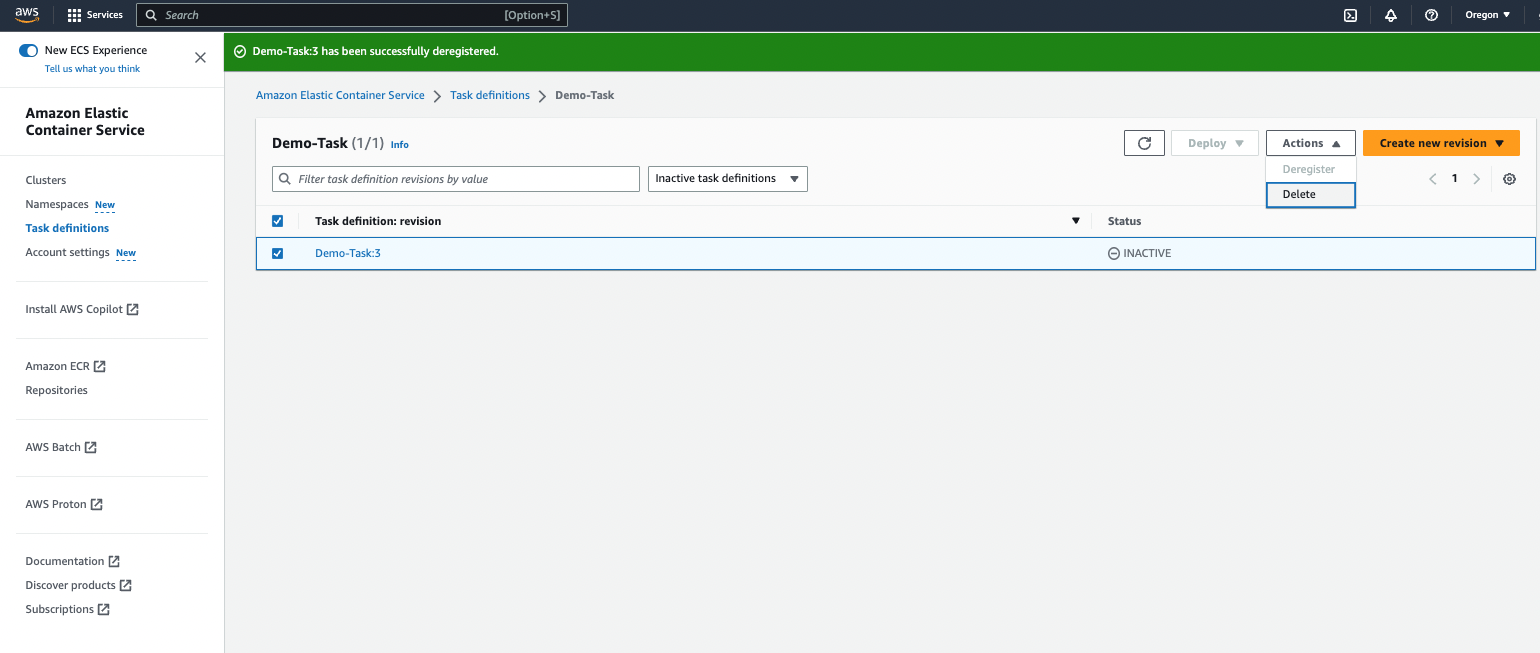 aws
Services
Search
[Option+S]
Oregon
New ECS Experience
Tell us what you think
Amazon Elastic
Container Service
Clusters
Namespaces New
Task definitions
Account settings New
Install AWS Copilot
Amazon ECR
Repositories
AWS Batch
AWS Proton
Documentation
Discover products
Subscriptions
Demo-Task:3 has been successfully deregistered.
Amazon Elastic Container Service > Task definitions > Demo-Task
Demo-Task (1/1) Info
Deploy
Actions
Create new revision
Deregister
Delete
Filter task definition revisions by value
Inactive task definitions
1
Task definition: revision
Status
Demo-Task:3
INACTIVE